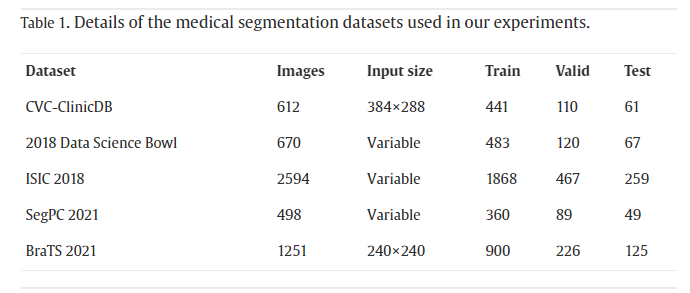 Table 1. Details of the medical segmentation datasets used in our experiments.
Dataset Images Input size Train Valid Test
CVC-ClinicDB 612 384×288 441 110 61
2018 Data Science Bowl 670 Variable 483 120 67
ISIC 2018 2594 Variable 1868 467 259
SegPC 2021 498 Variable 360 89 49
BraTS 2021 1251 240×240 900 226 125